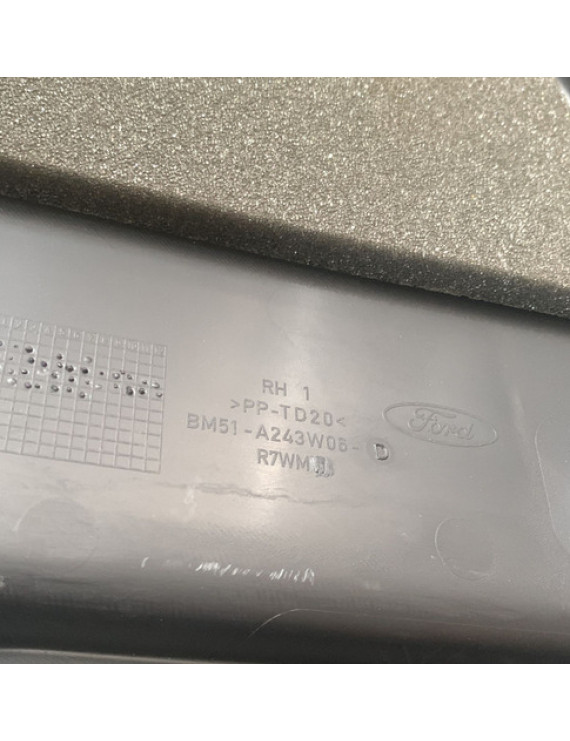 RH 1
>PP-TD20<
BM51-A243W06-D
R7WM
Ford